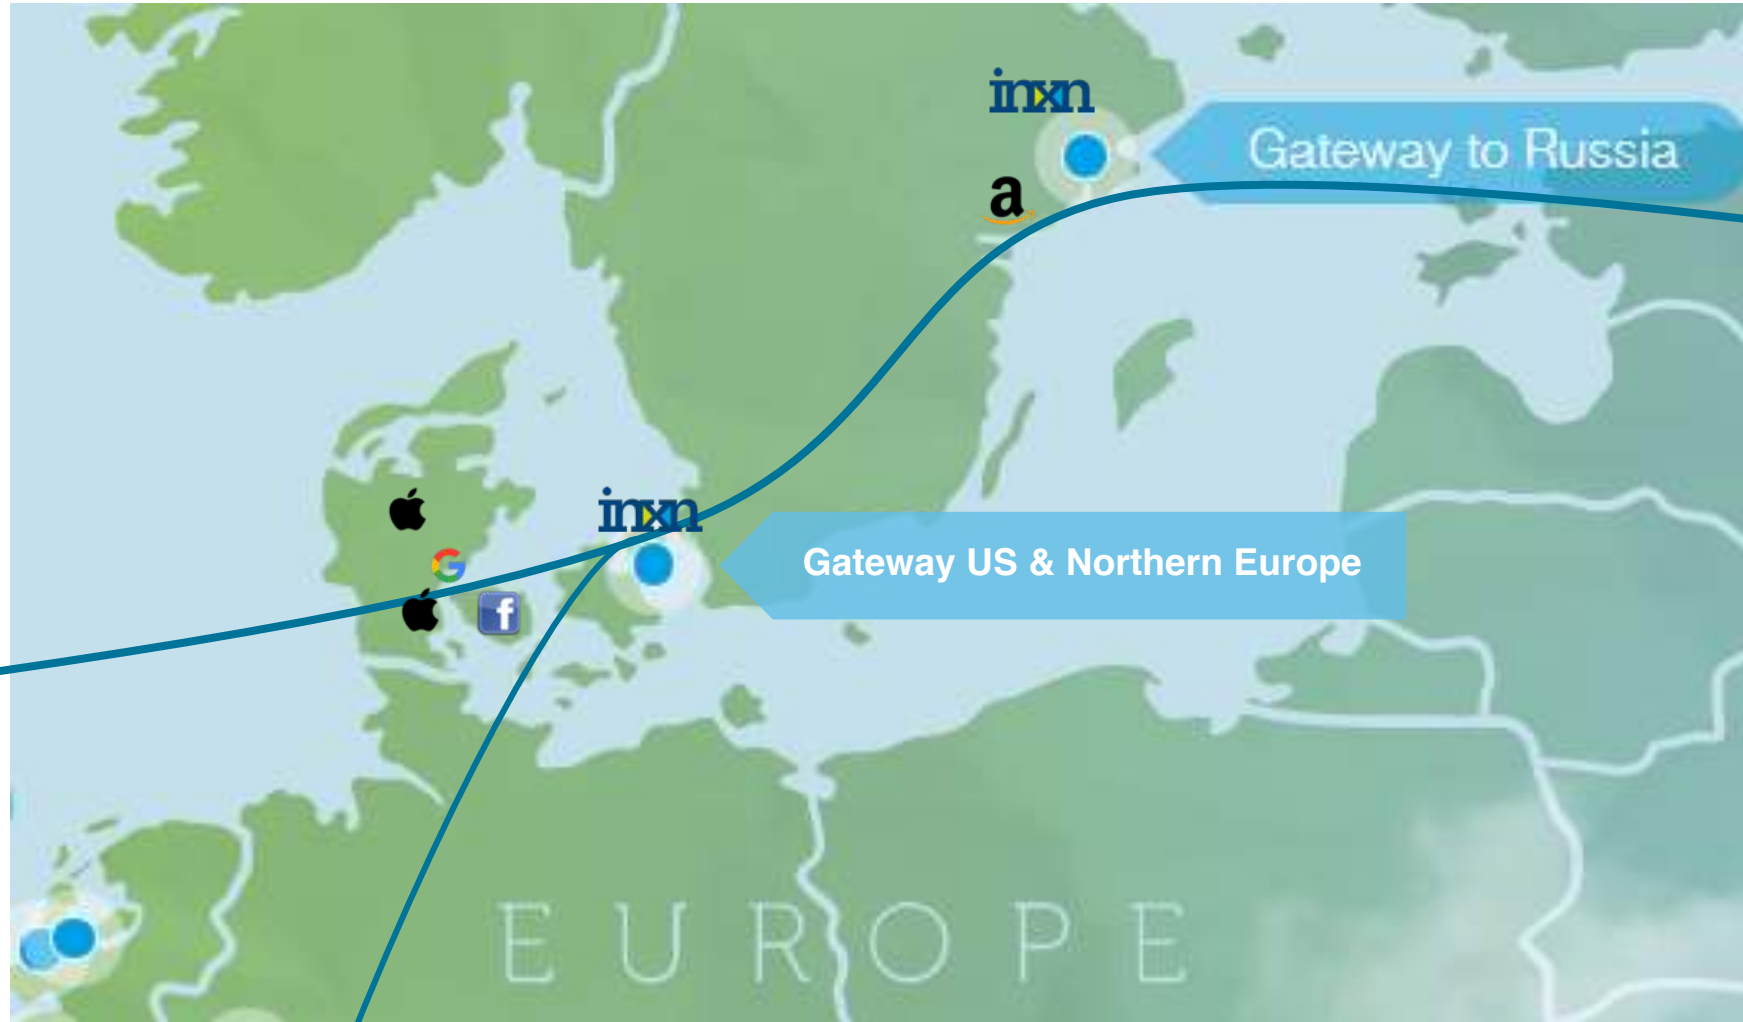 inxn
Gateway to Russia
a
inxn
Gateway US & Northern Europe
G
f
EUROPE